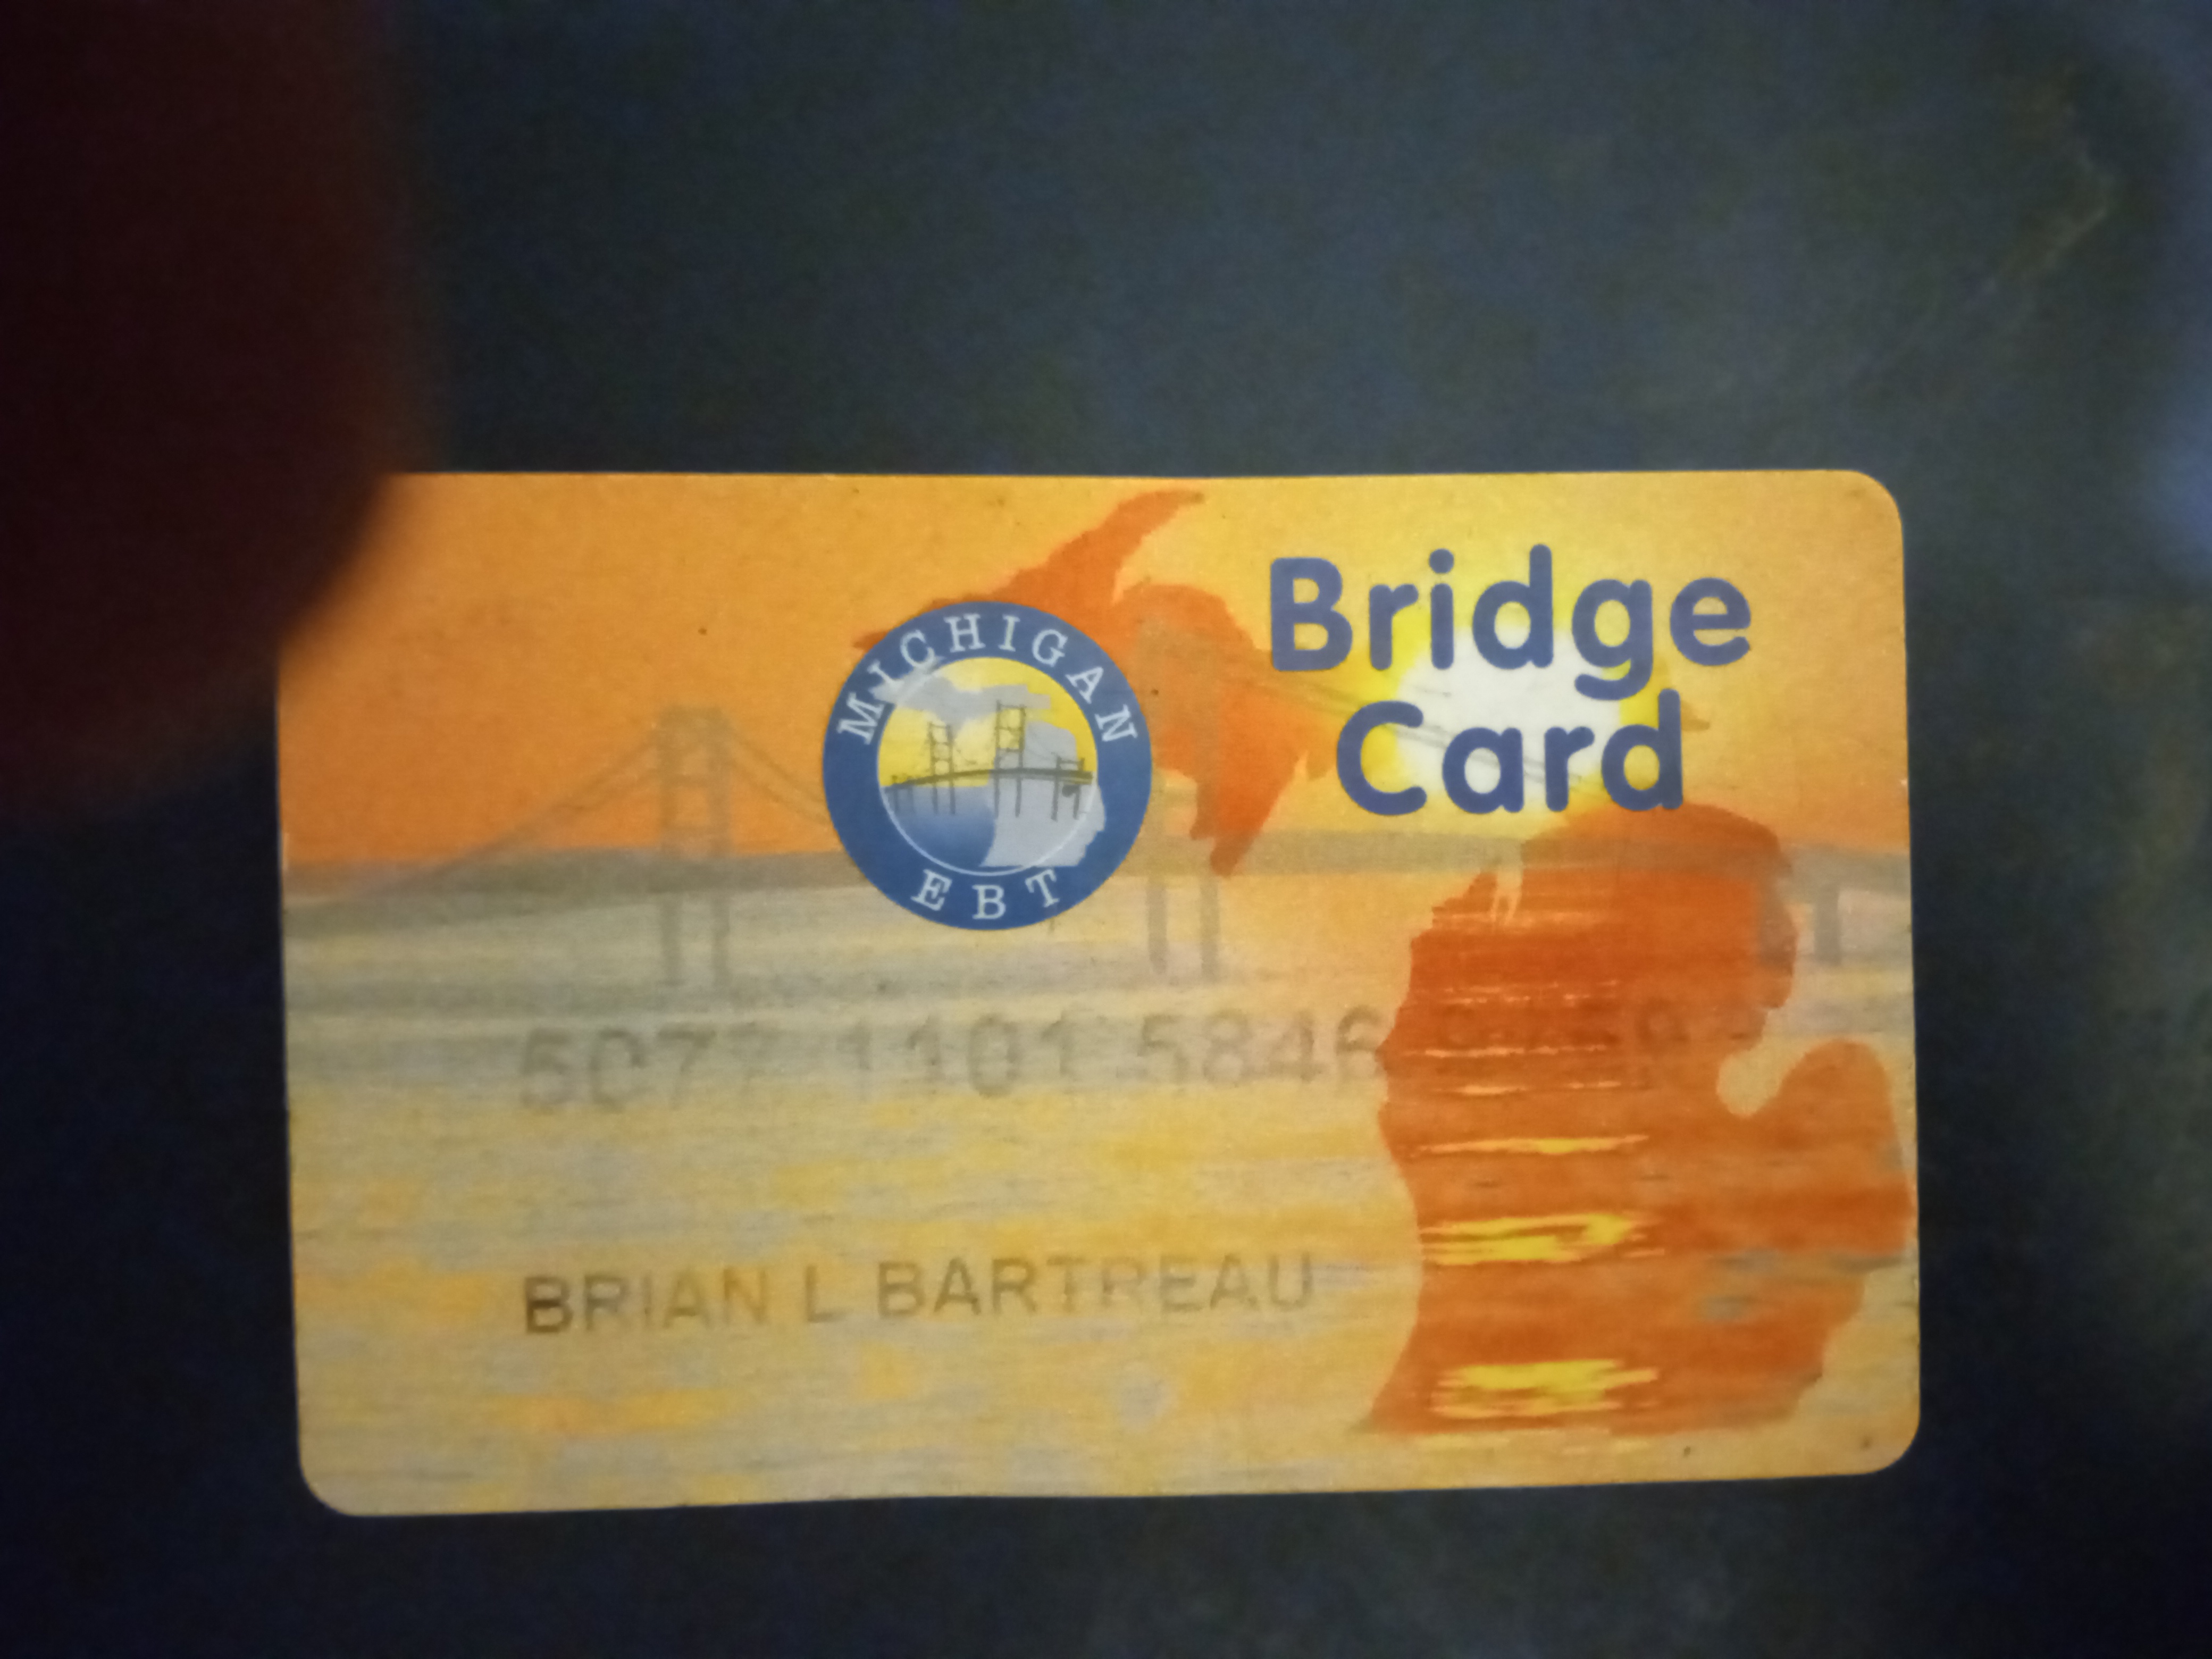 Bridge
Card
MICHIGAN
EBT
5077 1101 5846
BRIAN L BARTREAU